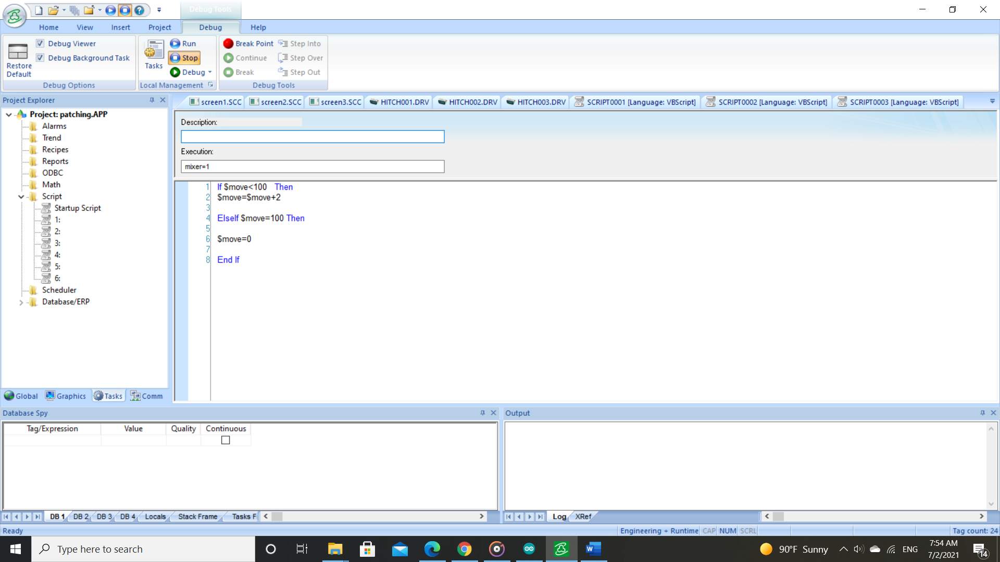 Debug Tools
Home View Insert Project Debug Help
Debug Viewer
Debug Background Task
Restore Default
Debug Options
Tasks
Run
Stop
Debug
Local Management
Break Point
Continue
Break
Step Into
Step Over
Step Out
Debug Tools
Project Explorer
Project: patching.APP
Alarms
Trend
Recipes
Reports
ODBC
Math
Script
Startup Script
1:
2:
3:
4:
5:
6:
Scheduler
Database/ERP
Global Graphics Tasks Comm
screen1.SCC screen2.SCC screen3.SCC HITCH001.DRV HITCH002.DRV HITCH003.DRV SCRIPT0001 [Language: VBScript] SCRIPT0002 [Language: VBScript] SCRIPT0003 [Language: VBScript]
Description:
Execution:
mixer=1
1 If $move<100 Then
2 $move=$move+2
3
4 ElseIf $move=100 Then
5
6 $move=0
7
8 End If
Database Spy
Tag/Expression Value Quality Continuous
DB 1 DB 2 DB 3 DB 4 Locals Stack Frame Tasks F
Output
Log XRef
Ready
Engineering + Runtime CAP NUM SCRL
Tag count: 24
Type here to search
W
90°F Sunny
ENG
7:54 AM
7/2/2021
14